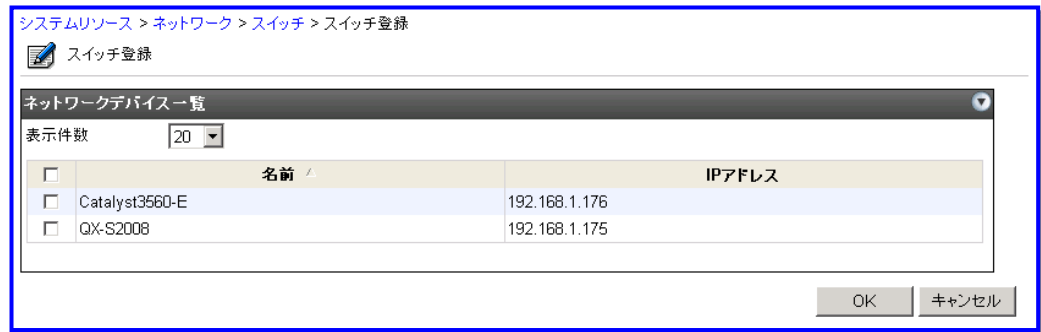 システムリソース > ネットワーク > スイッチ > スイッチ登録
スイッチ登録
ネットワークデバイス一覧
表示件数 20
名前 IPアドレス
Catalyst3560-E 192.168.1.176
QX-S2008 192.168.1.175
OK キャンセル